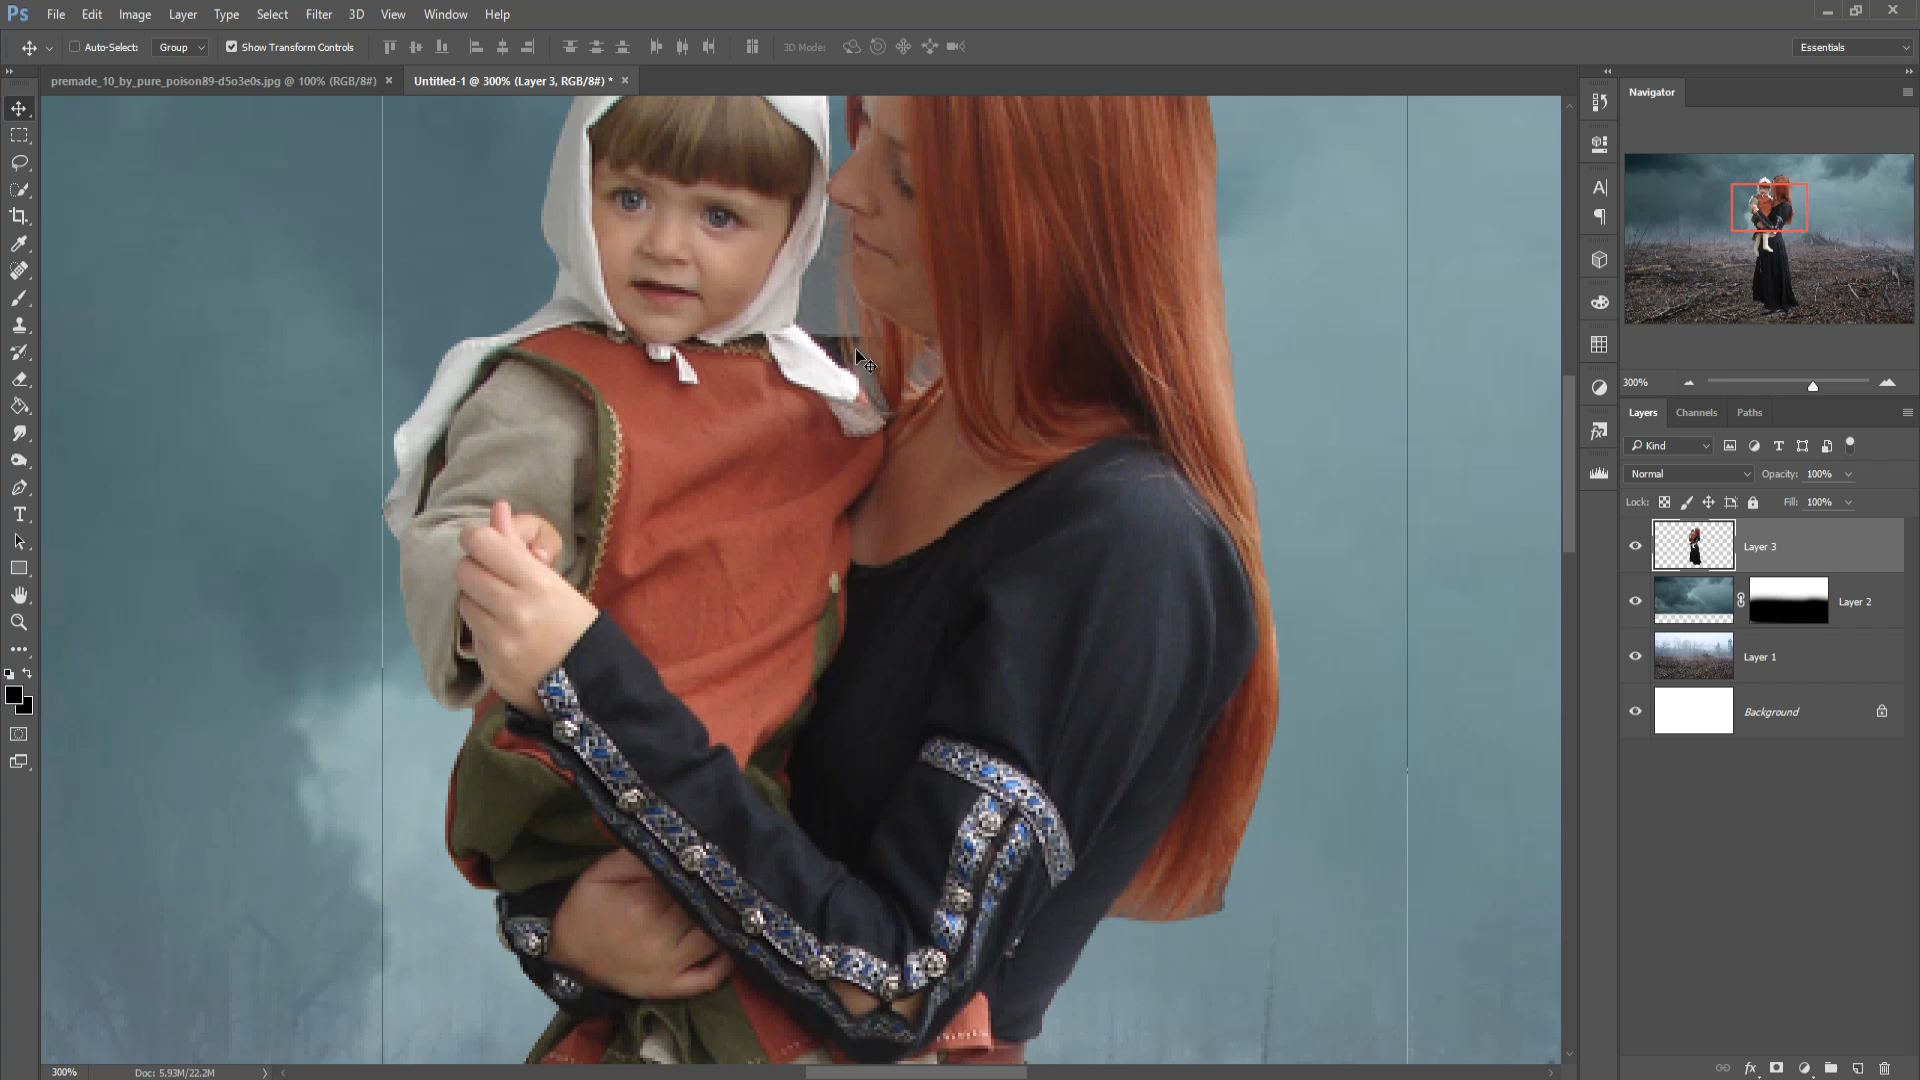 Ps File Edit Image Layer Type Select Filter 3D View Window Help
Auto-Select: Group Show Transform Controls 3D Mode: Essentials
premade_10_by_pure_poison89-d5o3e0s.jpg @ 100% (RGB/8#) × Untitled-1 @ 300% (Layer 3, RGB/8#) * ×
Navigator
300%
Layers Channels Paths
Kind
Normal Opacity: 100%
Lock: Fill: 100%
Layer 3
Layer 2
Layer 1
Background
300% Doc: 5.93M/22.2M